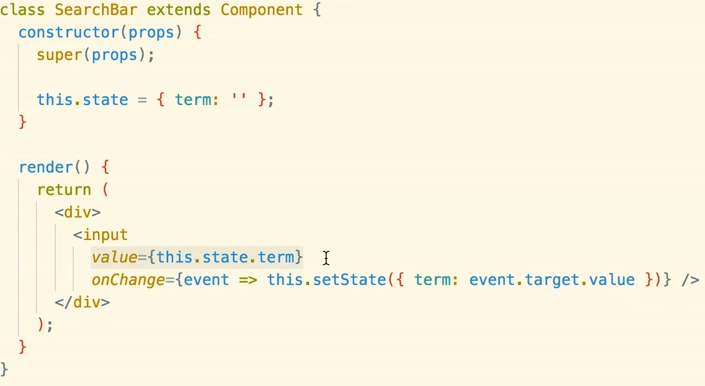 class SearchBar extends Component {
constructor(props) {
super(props);
this.state = { term: '' };
}
render() {
return (
<div>
<input
value={this.state.term}
onChange={event => this.setState({ term: event.target.value })} />
</div>
);
}
}